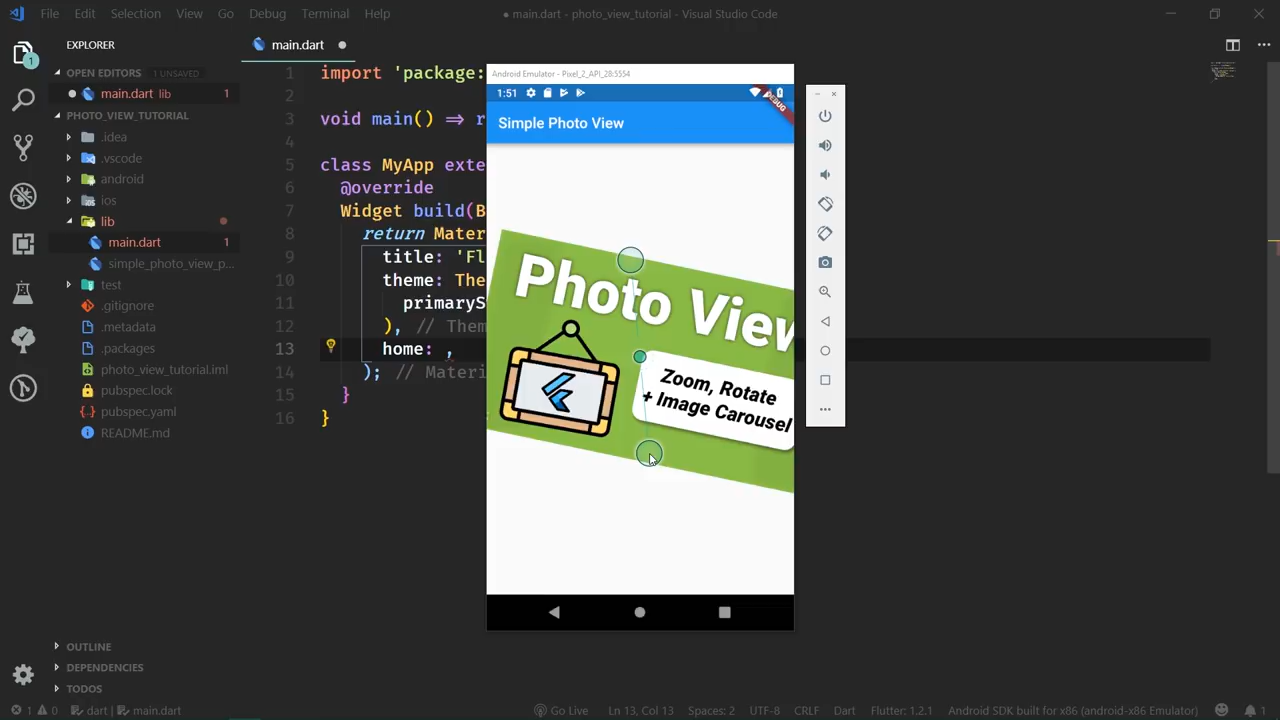 File Edit Selection View Go Debug Terminal Help
● main.dart - photo_view_tutorial - Visual Studio Code
EXPLORER
OPEN EDITORS 1 UNSAVED
main.dart lib 1
PHOTO_VIEW_TUTORIAL
.idea
.vscode
android
ios
lib
main.dart 1
simple_photo_view_p...
test
.gitignore
.metadata
.packages
photo_view_tutorial.iml
pubspec.lock
pubspec.yaml
README.md
OUTLINE
DEPENDENCIES
TODOS
1
main.dart
1 import 'package:
2
3 void main() => r
4
5 class MyApp exte
6 @override
7 Widget build(B
8 return Mater
9 title: 'Fl
10 theme: The
11 primaryS
12 ), // Them
13 home: ,
14 ); // Mater
15 }
16 }
Android Emulator - Pixel_2_API_28:5554
1:51
DEBUG
Simple Photo View
Photo View
Zoom, Rotate
+ Image Carousel
1 0 dart | main.dart
Go Live Ln 13, Col 13 Spaces: 2 UTF-8 CRLF Dart Flutter: 1.2.1 Android SDK built for x86 (android-x86 Emulator) 1